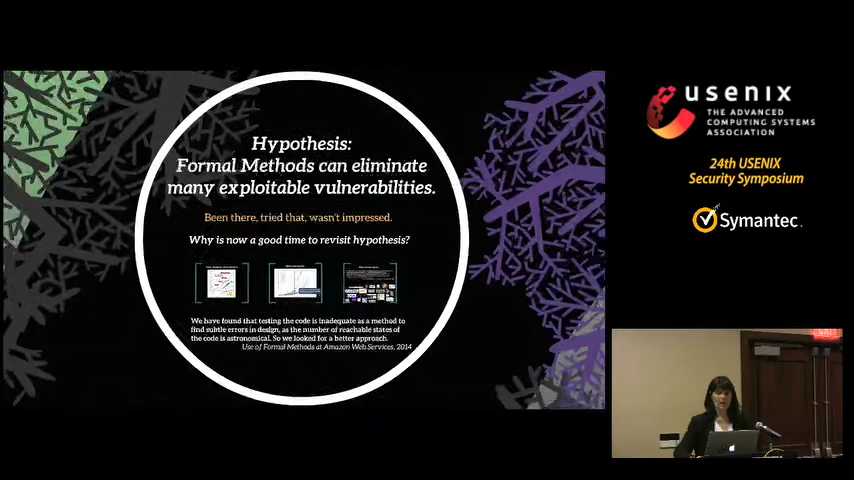 Hypothesis:
Formal Methods can eliminate
many exploitable vulnerabilities.
Been there, tried that, wasn't impressed.
Why is now a good time to revisit hypothesis?
We have found that testing the code is inadequate as a method to
find subtle errors in design, as the number of reachable states of
the code is astronomical. So we looked for a better approach.
Use of Formal Methods at Amazon Web Services, 2014
usenix
THE ADVANCED
COMPUTING SYSTEMS
ASSOCIATION
24th USENIX
Security Symposium
Symantec.